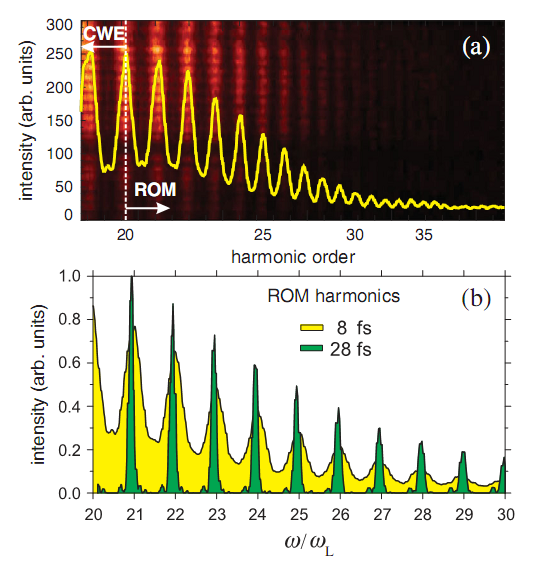 300
250
200
150
100
50
0
intensity (arb. units)
CWE
(a)
ROM
20 25 30 35
harmonic order
1.0
0.8
0.6
0.4
0.2
0.0
intensity (arb. units)
ROM harmonics
(b)
8 fs
28 fs
20 21 22 23 24 25 26 27 28 29 30
ω/ω_L